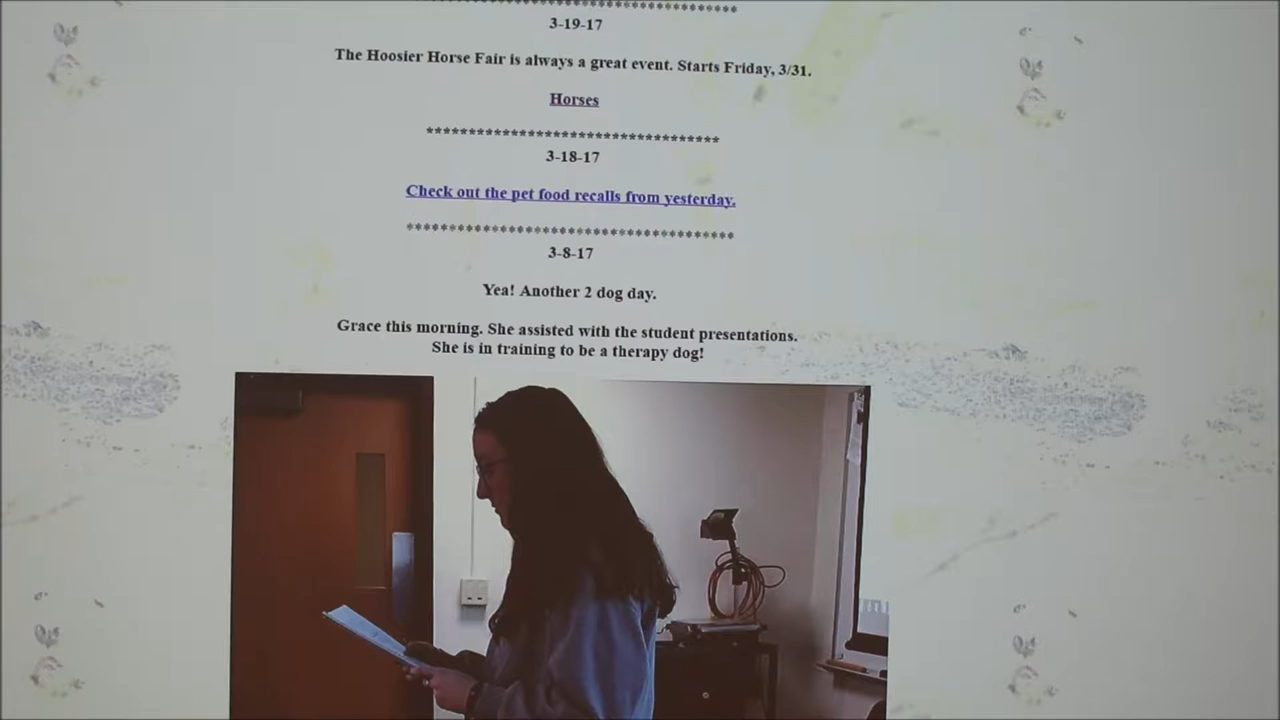 ************************************
3-19-17
The Hoosier Horse Fair is always a great event. Starts Friday, 3/31.
Horses
***********************************
3-18-17
Check out the pet food recalls from yesterday.
***************************************
3-8-17
Yea! Another 2 dog day.
Grace this morning. She assisted with the student presentations.
She is in training to be a therapy dog!